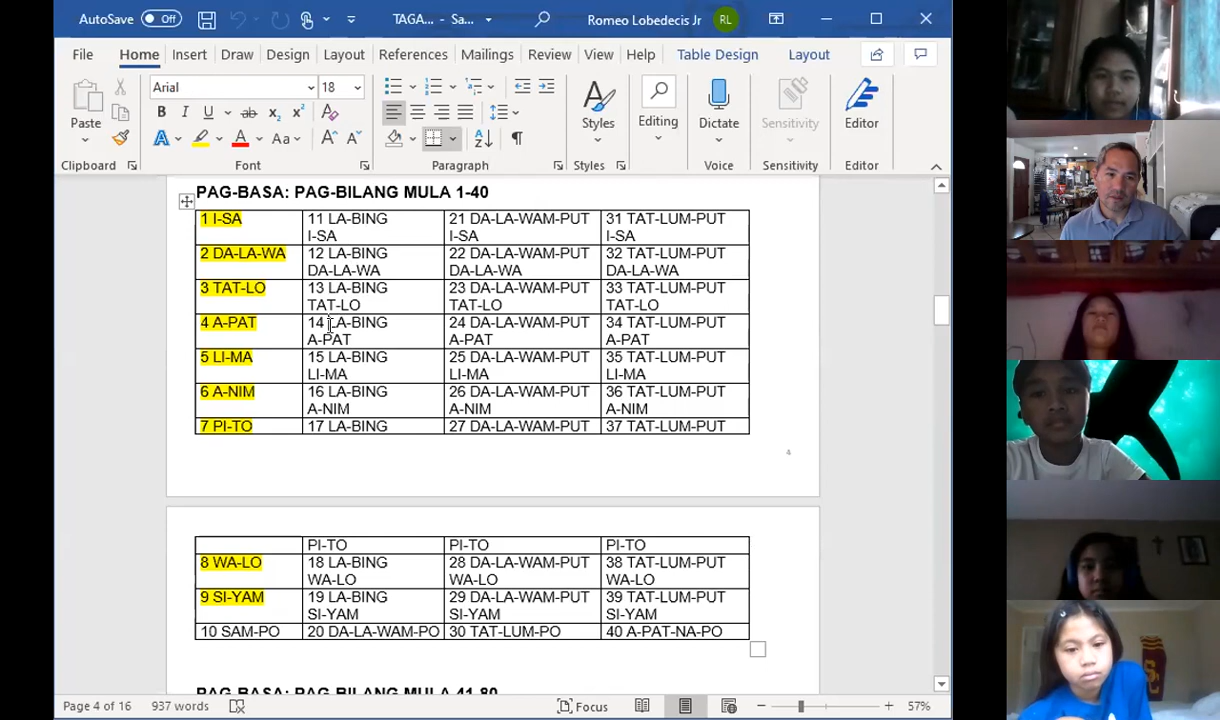 AutoSave Off TAGA... - Sa... Romeo Lobedecis Jr RL
File Home Insert Draw Design Layout References Mailings Review View Help Table Design Layout
Arial 18
Paste
B I U ab x₂ x²
A A Aa A A
Styles
Editing
Dictate
Sensitivity
Editor
Clipboard Font Paragraph Styles Voice Sensitivity Editor
PAG-BASA: PAG-BILANG MULA 1-40
1 I-SA 11 LA-BING 21 DA-LA-WAM-PUT 31 TAT-LUM-PUT
I-SA I-SA I-SA
2 DA-LA-WA 12 LA-BING 22 DA-LA-WAM-PUT 32 TAT-LUM-PUT
DA-LA-WA DA-LA-WA DA-LA-WA
3 TAT-LO 13 LA-BING 23 DA-LA-WAM-PUT 33 TAT-LUM-PUT
TAT-LO TAT-LO TAT-LO
4 A-PAT 14 LA-BING 24 DA-LA-WAM-PUT 34 TAT-LUM-PUT
A-PAT A-PAT A-PAT
5 LI-MA 15 LA-BING 25 DA-LA-WAM-PUT 35 TAT-LUM-PUT
LI-MA LI-MA LI-MA
6 A-NIM 16 LA-BING 26 DA-LA-WAM-PUT 36 TAT-LUM-PUT
A-NIM A-NIM A-NIM
7 PI-TO 17 LA-BING 27 DA-LA-WAM-PUT 37 TAT-LUM-PUT
4
PI-TO PI-TO PI-TO
8 WA-LO 18 LA-BING 28 DA-LA-WAM-PUT 38 TAT-LUM-PUT
WA-LO WA-LO WA-LO
9 SI-YAM 19 LA-BING 29 DA-LA-WAM-PUT 39 TAT-LUM-PUT
SI-YAM SI-YAM SI-YAM
10 SAM-PO 20 DA-LA-WAM-PO 30 TAT-LUM-PO 40 A-PAT-NA-PO
PAG-BASA: PAG-BILANG MULA 41-80
Page 4 of 16 937 words Focus 57%